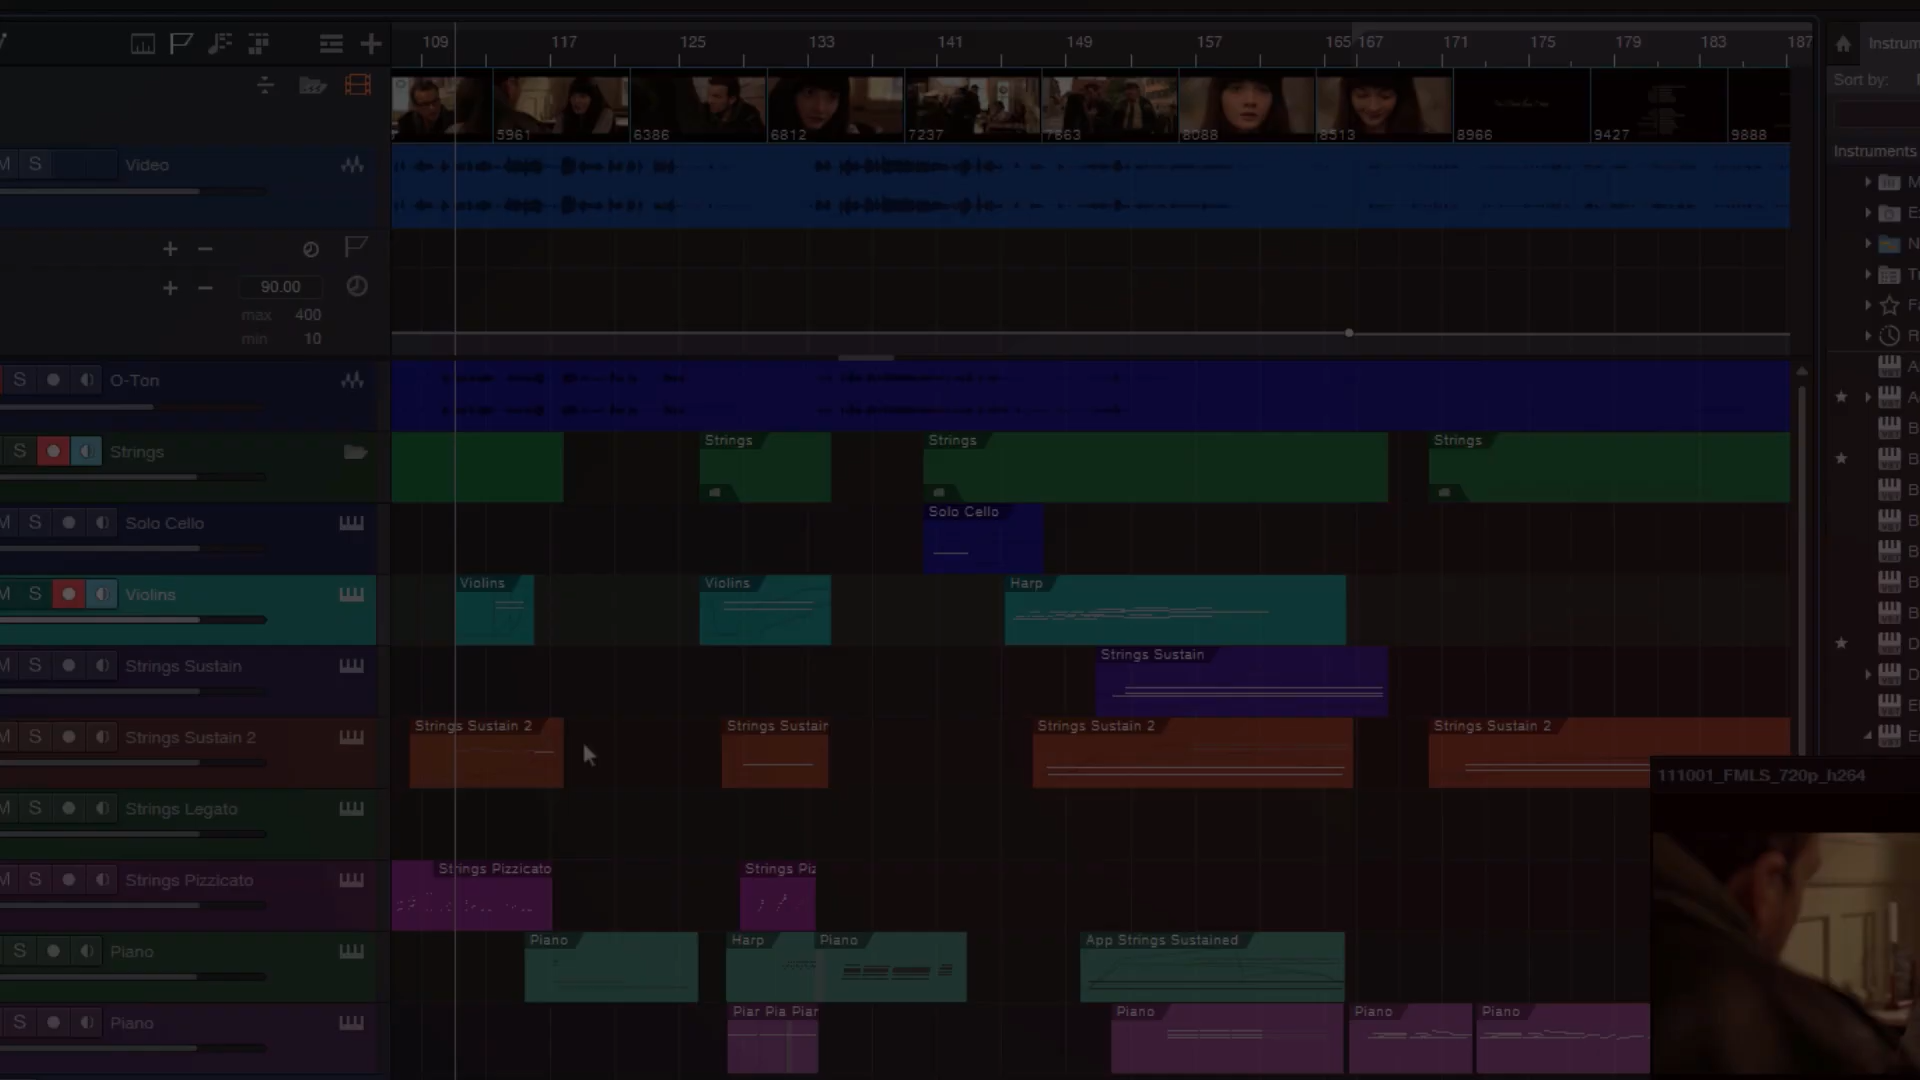 109 117 125 133 141 149 157 165 167 171 175 179 183 187
Instrum
Sort by:
5961 6386 6812 7237 7663 8088 8513 8966 9427 9888
Instruments
M S Video
90.00
max 400
min 10
S O-Ton
S Strings
Strings Strings Strings
M S Solo Cello
Solo Cello
M S Violins
Violins Violins Harp
M S Strings Sustain
Strings Sustain
M S Strings Sustain 2
Strings Sustain 2 Strings Sustain Strings Sustain 2 Strings Sustain 2
111001_FMLS_720p_h264
M S Strings Legato
M S Strings Pizzicato
Strings Pizzicato Strings Piz
S Piano
Piano Harp Piano App Strings Sustained
S Piano
Piar Pia Piar Piano Piano Piano